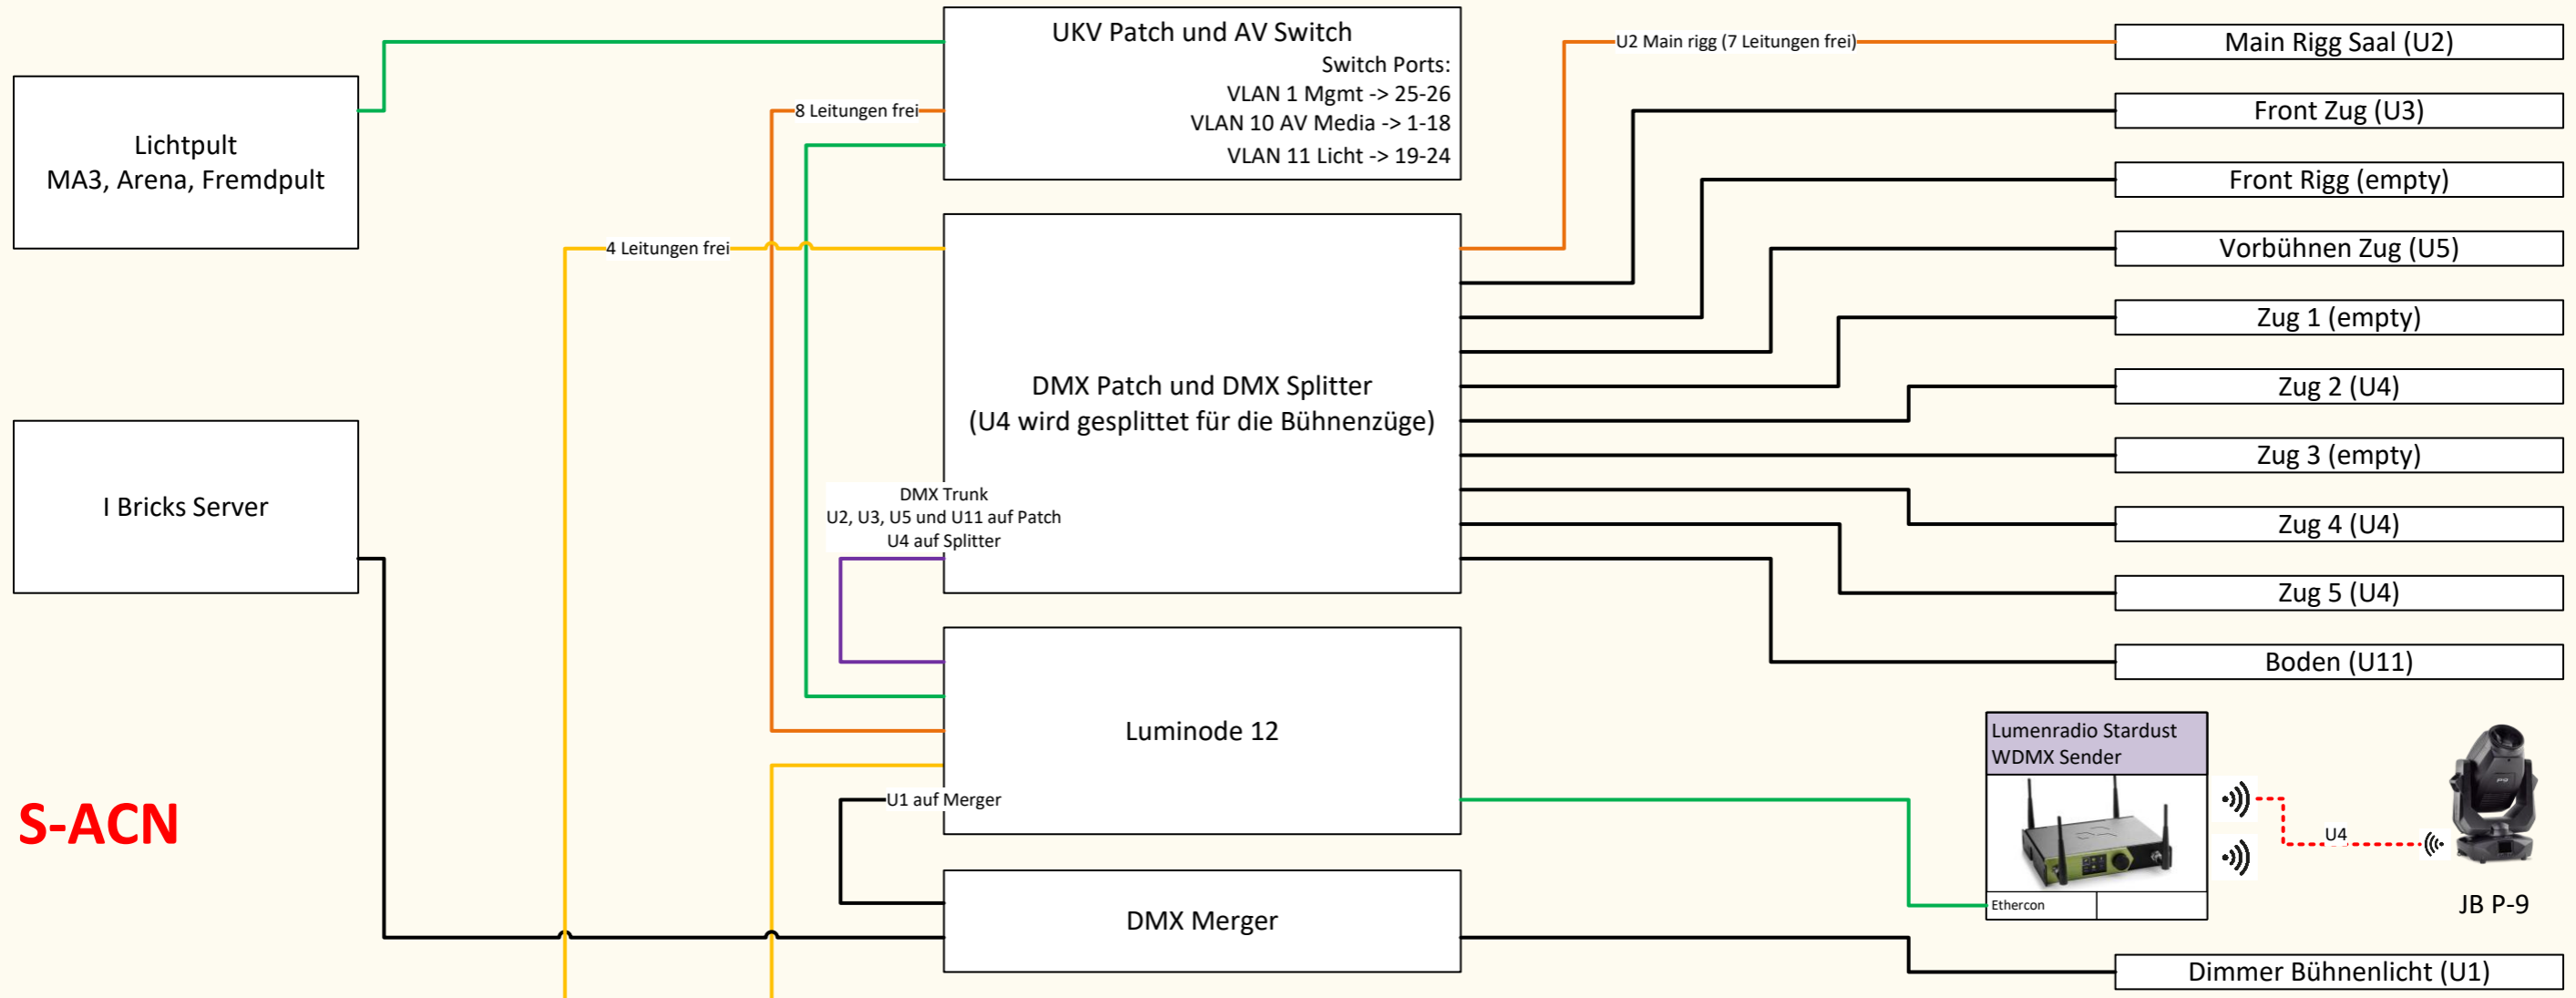 UKV Patch und AV Switch
Switch Ports:
VLAN 1 Mgmt -> 25-26
VLAN 10 AV Media -> 1-18
VLAN 11 Licht -> 19-24
Lichtpult
MA3, Arena, Fremdpult
8 Leitungen frei
4 Leitungen frei
U2 Main rigg (7 Leitungen frei)
Main Rigg Saal (U2)
Front Zug (U3)
Front Rigg (empty)
Vorbühnen Zug (U5)
Zug 1 (empty)
Zug 2 (U4)
Zug 3 (empty)
Zug 4 (U4)
Zug 5 (U4)
Boden (U11)
DMX Patch und DMX Splitter
(U4 wird gesplittet für die Bühnenzüge)
I Bricks Server
DMX Trunk
U2, U3, U5 und U11 auf Patch
U4 auf Splitter
Luminode 12
U1 auf Merger
S-ACN
DMX Merger
Lumenradio Stardust
WDMX Sender
Ethercon
U4
JB P-9
Dimmer Bühnenlicht (U1)